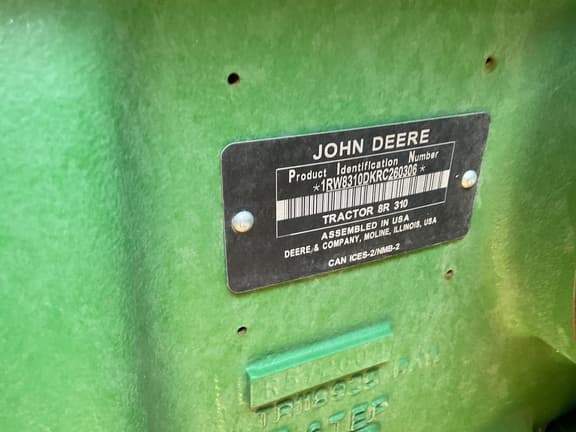 JOHN DEERE
Product Identification Number
*1RW8310DKRC260306*
TRACTOR 8R 310
ASSEMBLED IN USA
DEERE & COMPANY, MOLINE, ILLINOIS, USA
CAN ICES-2/NMB-2